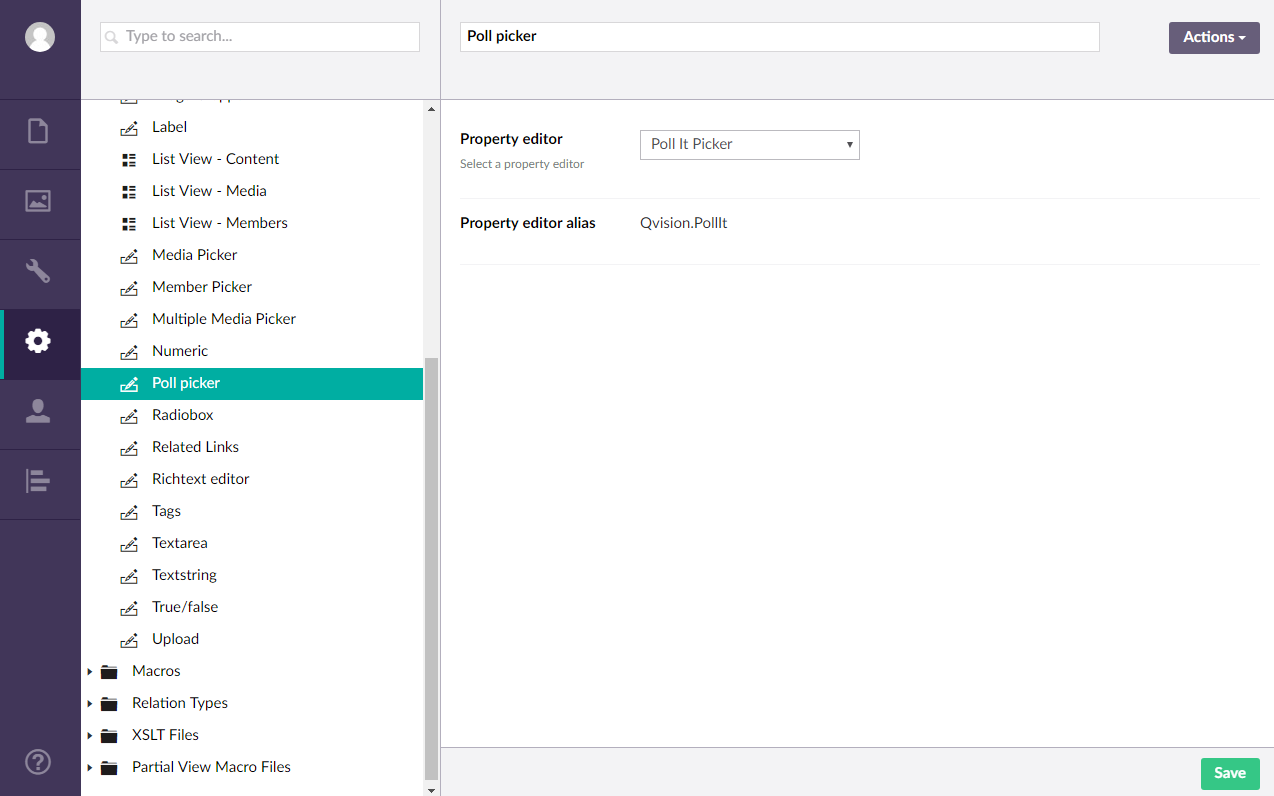 Type to search...
Poll picker
Actions
Label
List View - Content
List View - Media
List View - Members
Media Picker
Member Picker
Multiple Media Picker
Numeric
Poll picker
Radiobox
Related Links
Richtext editor
Tags
Textarea
Textstring
True/false
Upload
Macros
Relation Types
XSLT Files
Partial View Macro Files
Property editor
Select a property editor
Poll It Picker
Property editor alias
Qvision.PollIt
?
Save